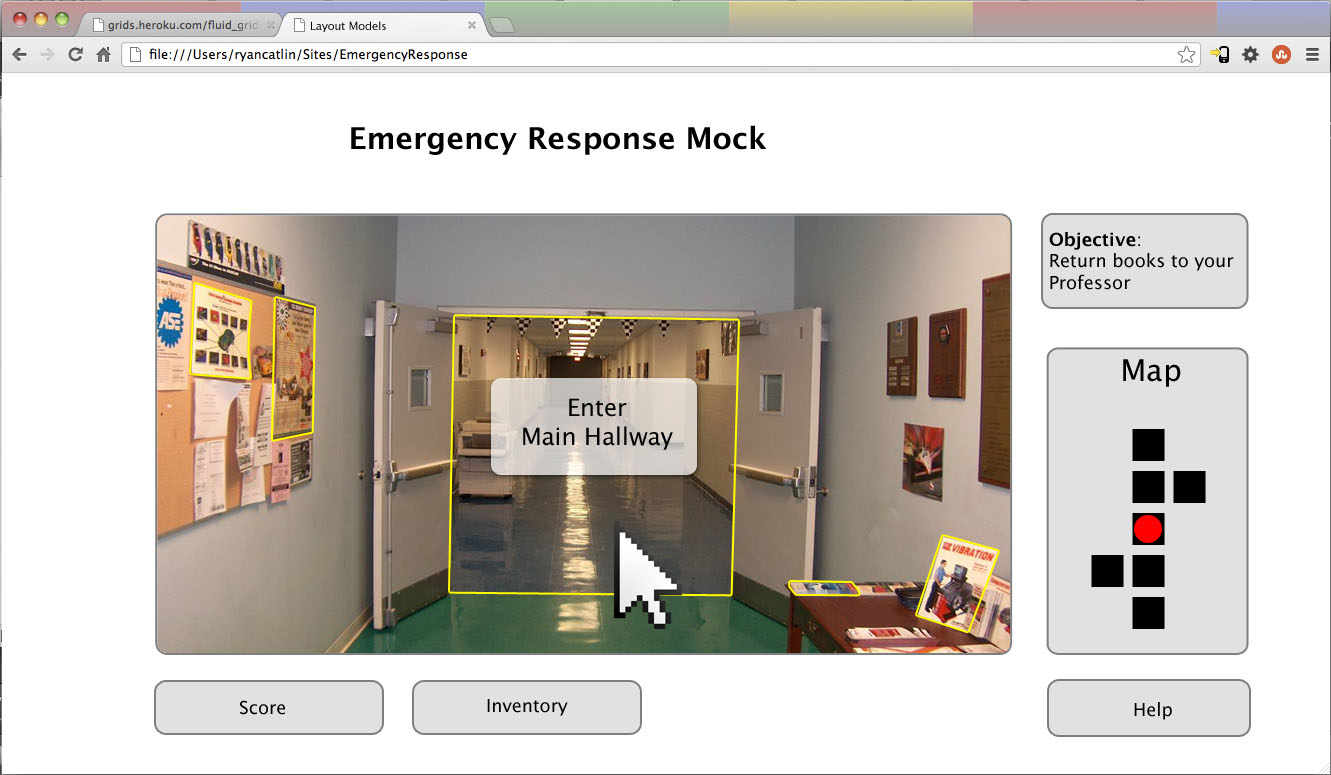 grids.heroku.com/fluid_grid
Layout Models
file:///Users/ryancatlin/Sites/EmergencyResponse
Emergency Response Mock
ASE
Enter
Main Hallway
VIBRATION
Objective:
Return books to your
Professor
Map
Score
Inventory
Help